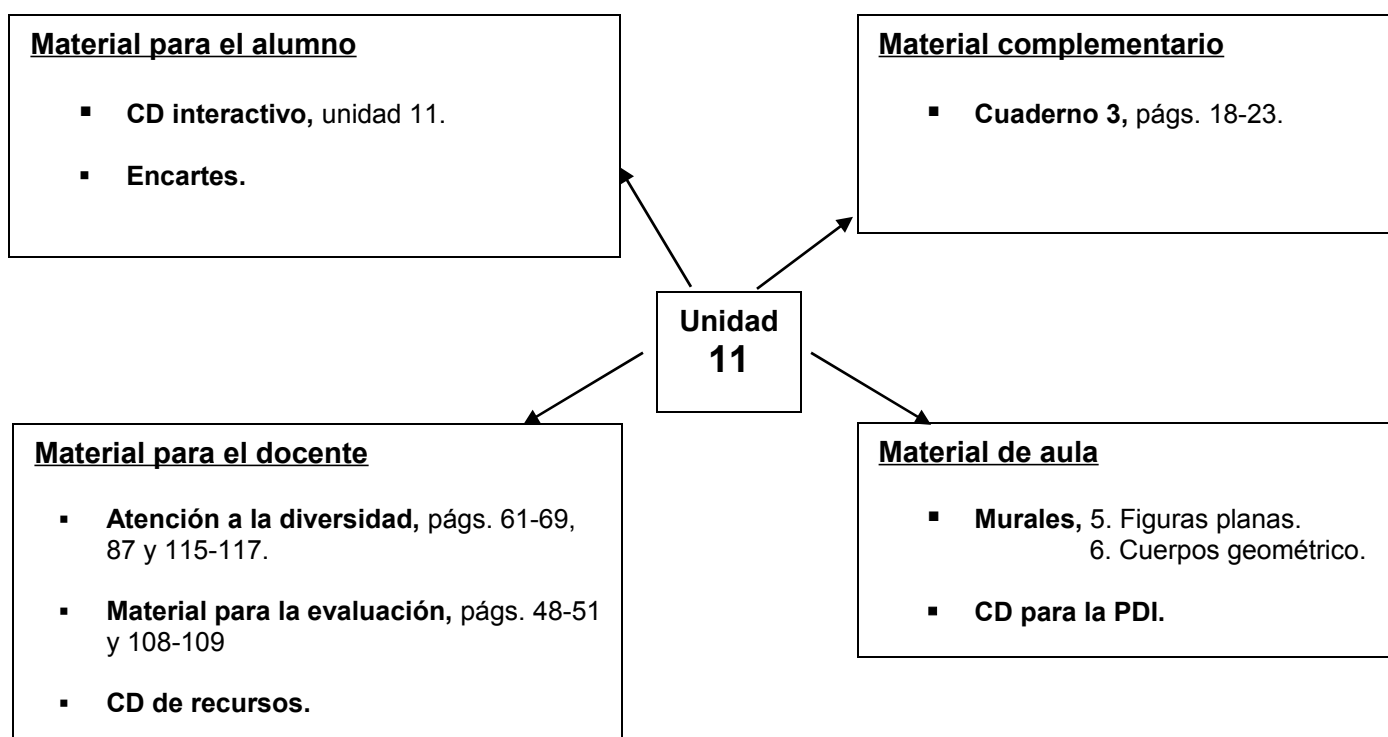 Material para el alumno
▪ CD interactivo, unidad 11.
▪ Encartes.
Material complementario
▪ Cuaderno 3, págs. 18-23.
Unidad
11
Material para el docente
▪ Atención a la diversidad, págs. 61-69,
87 y 115-117.
▪ Material para la evaluación, págs. 48-51
y 108-109
▪ CD de recursos.
Material de aula
▪ Murales, 5. Figuras planas.
6. Cuerpos geométrico.
▪ CD para la PDI.